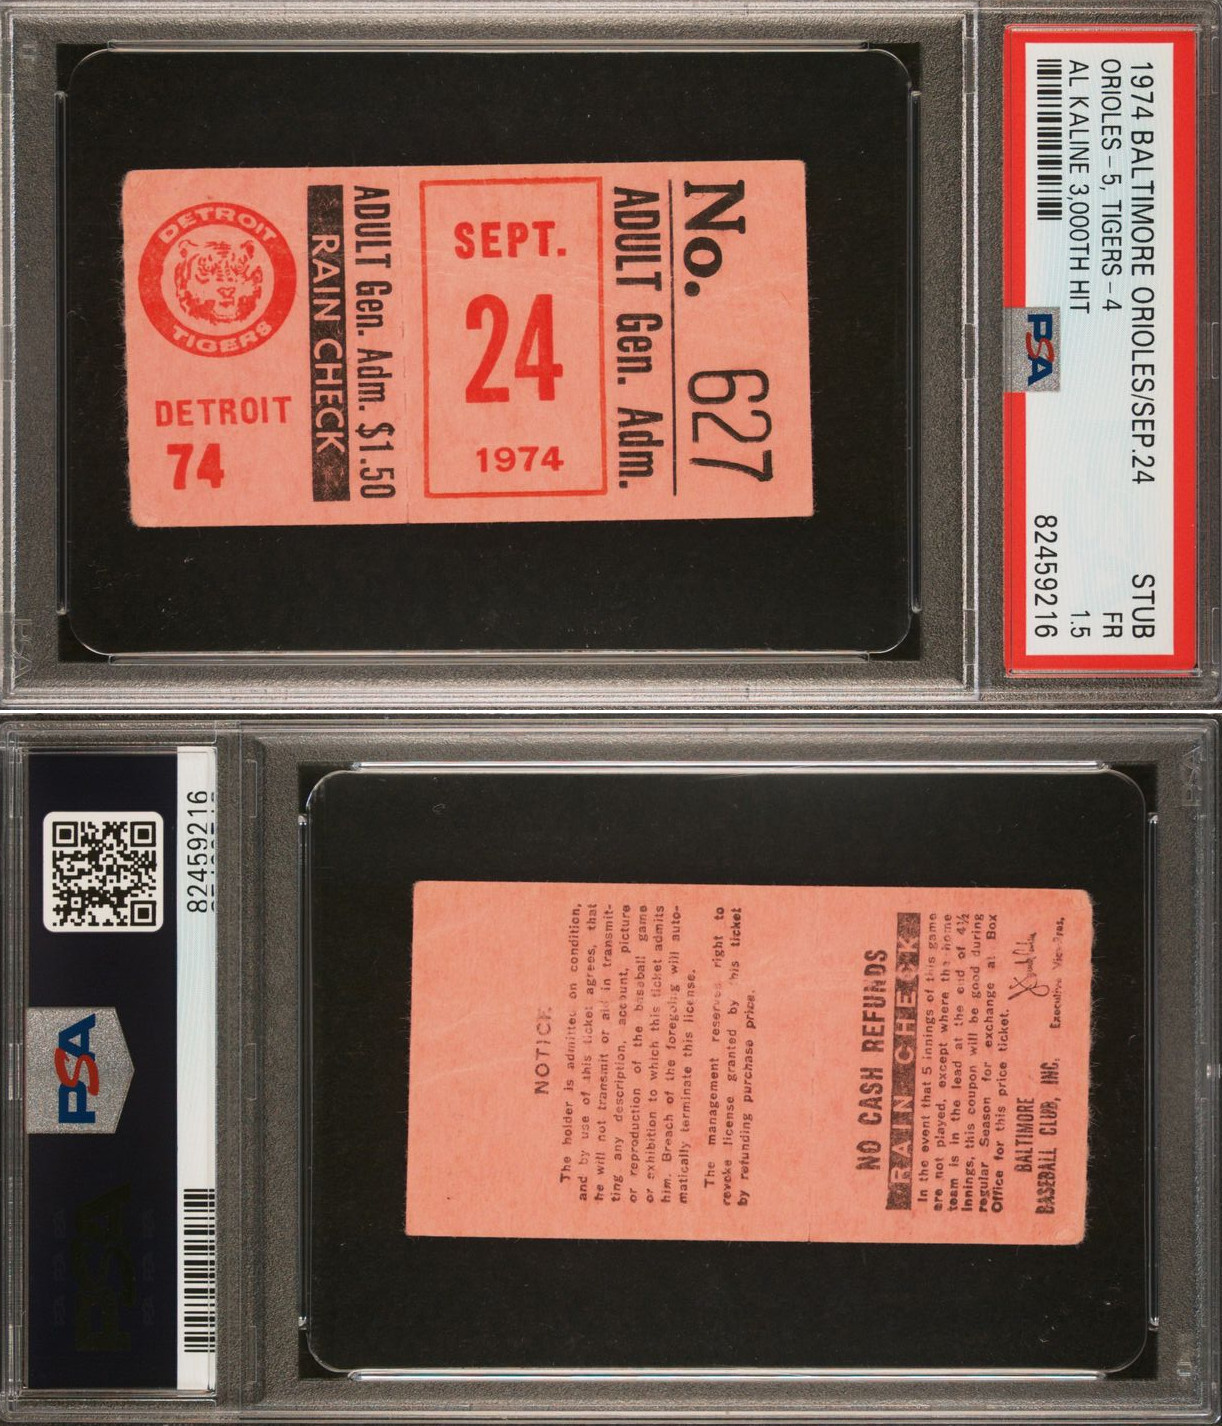 1974 BALTIMORE ORIOLES/SEP.24 STUB
ORIOLES - 5, TIGERS - 4 FR
AL KALINE 3,000TH HIT 1.5
82459216
PSA
No. 627
ADULT Gen. Adm.
SEPT.
24
1974
ADULT Gen. Adm. $1.50
RAIN CHECK
DETROIT
TIGERS
DETROIT
74
82459216
PSA
NOTICE
The holder is admitted on condition,
and by use of this ticket agrees, that
he will not transmit or aid in transmit-
ting any description, account, picture
or reproduction of the baseball game
or exhibition to which this ticket admits
him. Breach of the foregoing will auto-
matically terminate this license.
The management reserves right to
revoke license granted by this ticket
by refunding purchase price.
NO CASH REFUNDS
RAIN CHECK
In the event that 5 innings of this game
are not played, except where the home
team is in the lead at the end of 4½
innings, this coupon will be good during
regular Season for exchange at Box
Office for this price ticket.
BALTIMORE
BASEBALL CLUB, INC.
Executive Vice-Pres.